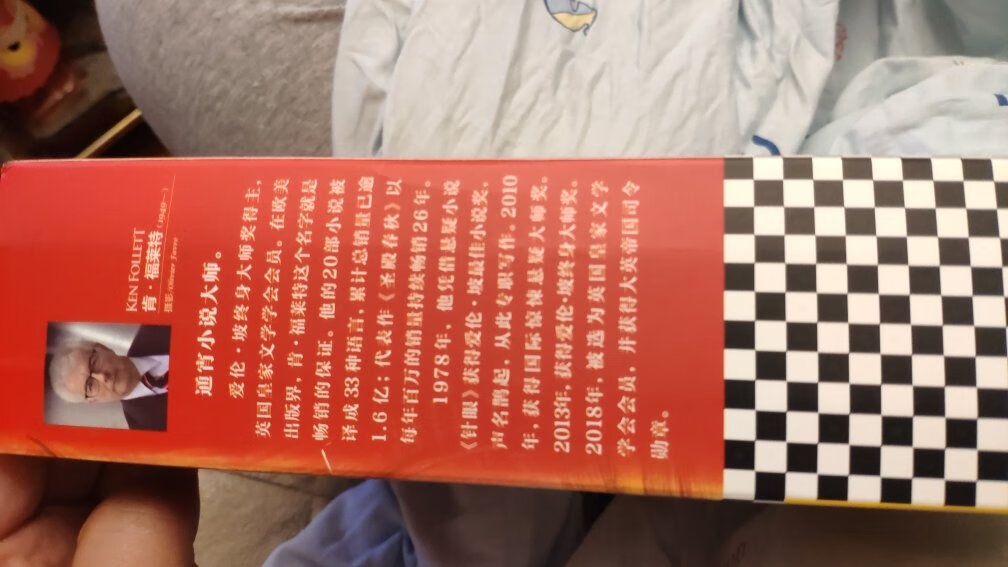 KEN FOLLETT
肯·福莱特(1949-)
摄影/Olivier Favre
通宵小说大师。
爱伦·坡终身大师奖得主,
英国皇家文学学会会员。在欧美
出版界,肯·福莱特这个名字就是
畅销的保证。他的20部小说被
译成33种语言,累计总销量已逾
1.6亿;代表作《圣殿春秋》以
每年百万的销量持续畅销26年。
1978年,他凭借悬疑小说
《针眼》获得爱伦·坡最佳小说奖,
声名鹊起,从此专职写作。2010
年,获得国际惊悚悬疑大师奖。
2013年,获得爱伦·坡终身大师奖。
2018年,被选为英国皇家文学
学会会员,并获得大英帝国司令
勋章。